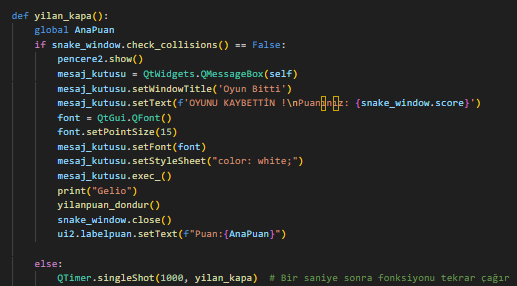 def yilan_kapa():
    global AnaPuan
    if snake_window.check_collisions() == False:
        pencere2.show()
        mesaj_kutusu = QtWidgets.QMessageBox(self)
        mesaj_kutusu.setWindowTitle('Oyun Bitti')
        mesaj_kutusu.setText(f'OYUNU KAYBETTİN !\nPuanınız: {snake_window.score}')
        font = QtGui.QFont()
        font.setPointSize(15)
        mesaj_kutusu.setFont(font)
        mesaj_kutusu.setStyleSheet("color: white;")
        mesaj_kutusu.exec_()
        print("Gelio")
        yilanpuan_dondur()
        snake_window.close()
        ui2.labelpuan.setText(f"Puan:{AnaPuan}")
    else:
        QTimer.singleShot(1000, yilan_kapa)  # Bir saniye sonra fonksiyonu tekrar çağır